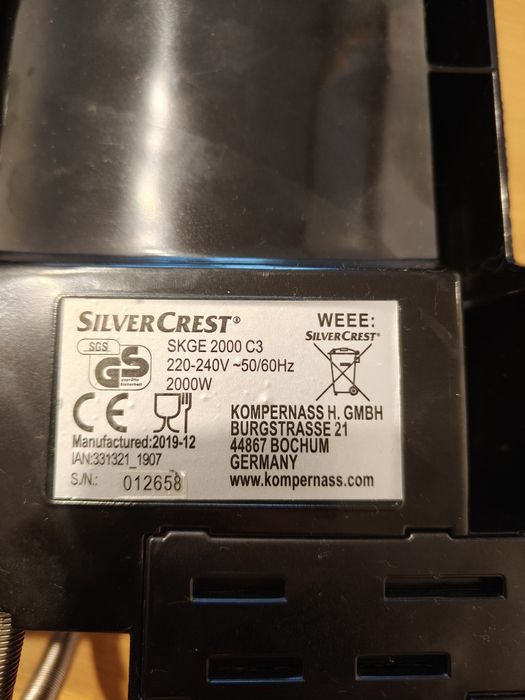 SILVERCREST®
SGS
GS
geprüfte
Sicherheit
SKGE 2000 C3
220-240V ~50/60Hz
2000W
WEEE:
SILVERCREST®
CE
Manufactured:2019-12
IAN:331321_1907
S./N.: 012658
KOMPERNASS H. GMBH
BURGSTRASSE 21
44867 BOCHUM
GERMANY
www.kompernass.com